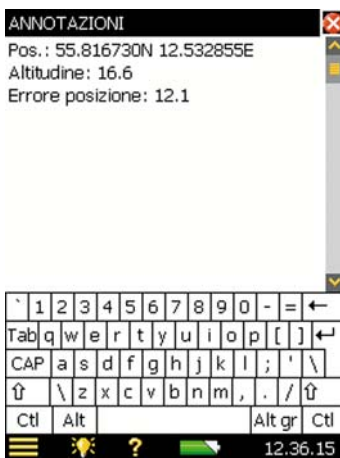 ANNOTAZIONI
Pos.: 55.816730N 12.532855E
Altitudine: 16.6
Errore posizione: 12.1
` 1 2 3 4 5 6 7 8 9 0 - = ←
Tab q w e r t y u i o p [ ] ↵
CAP a s d f g h j k l ; ' \
⇧ \ z x c v b n m , . / ⇧
Ctl Alt Alt gr Ctl
? 12.36.15